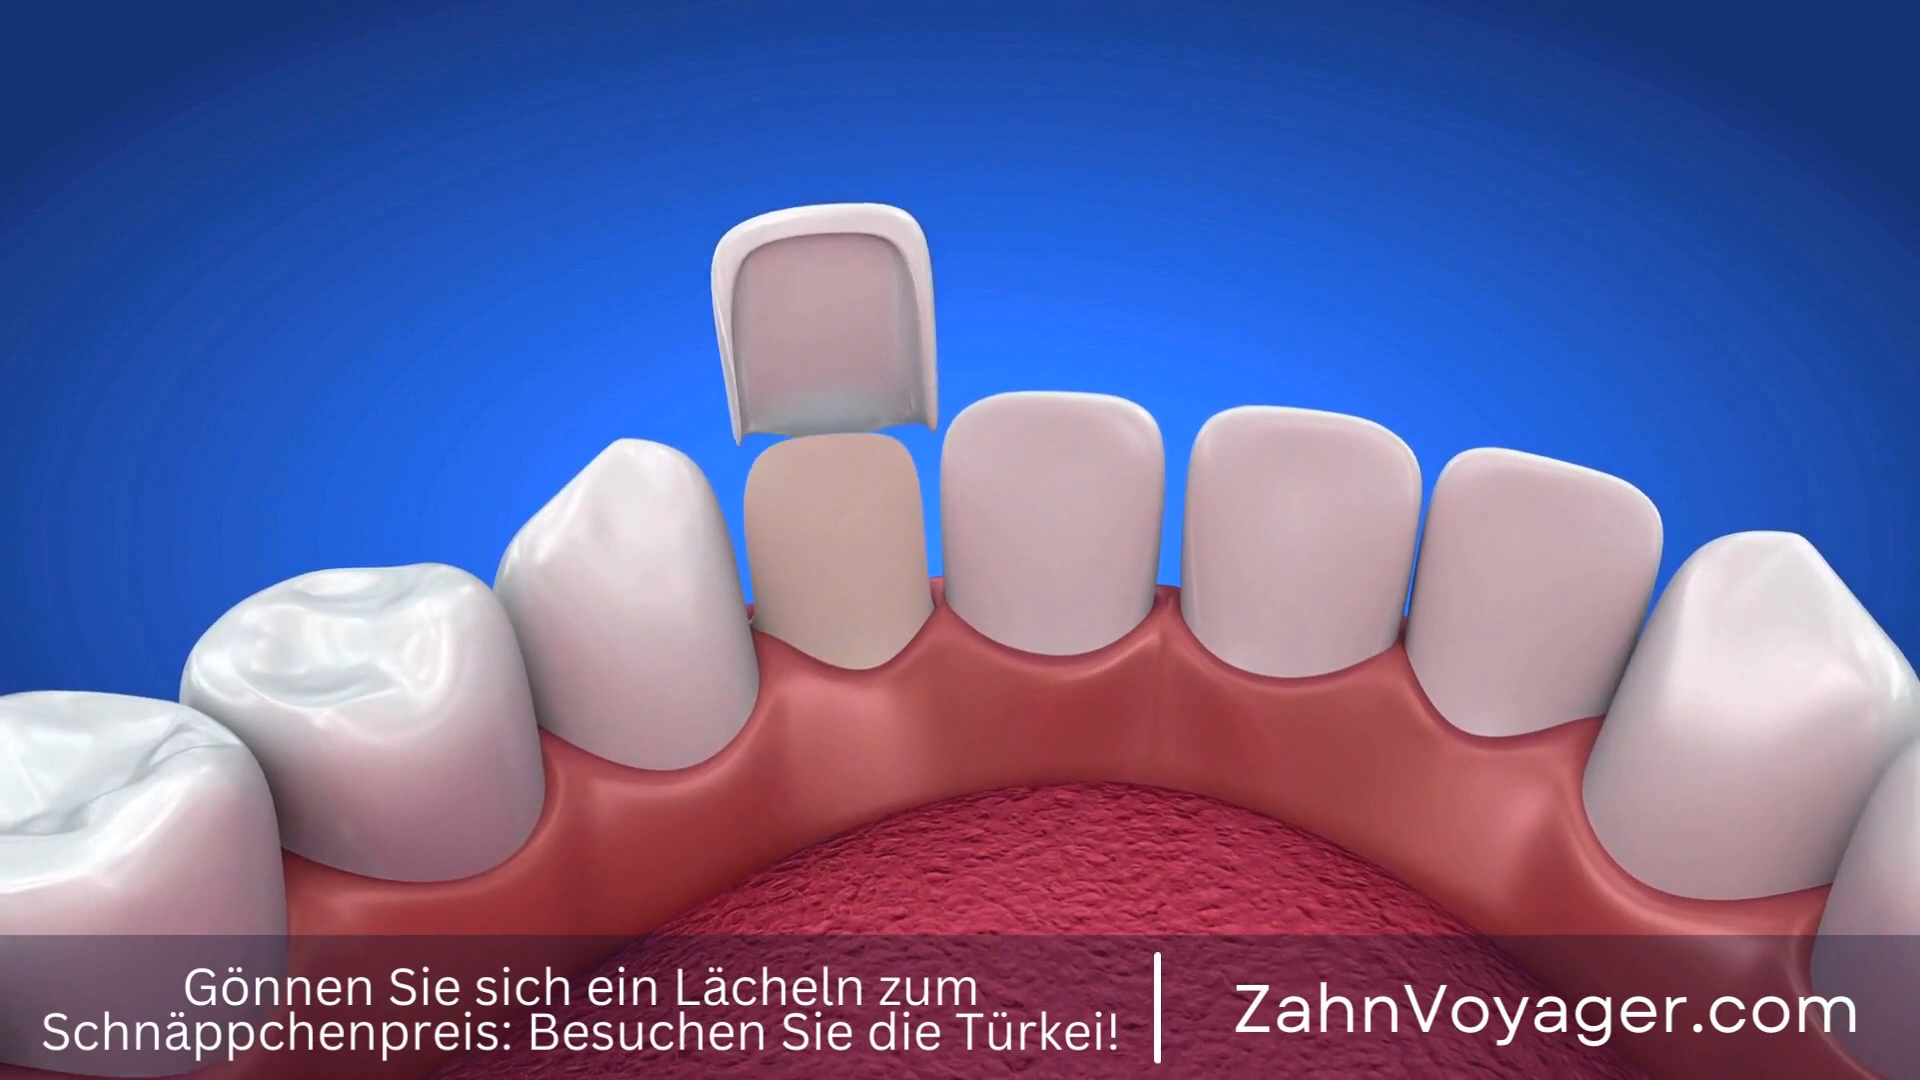 Gönnen Sie sich ein Lächeln zum
Schnäppchenpreis: Besuchen Sie die Türkei!
ZahnVoyager.com